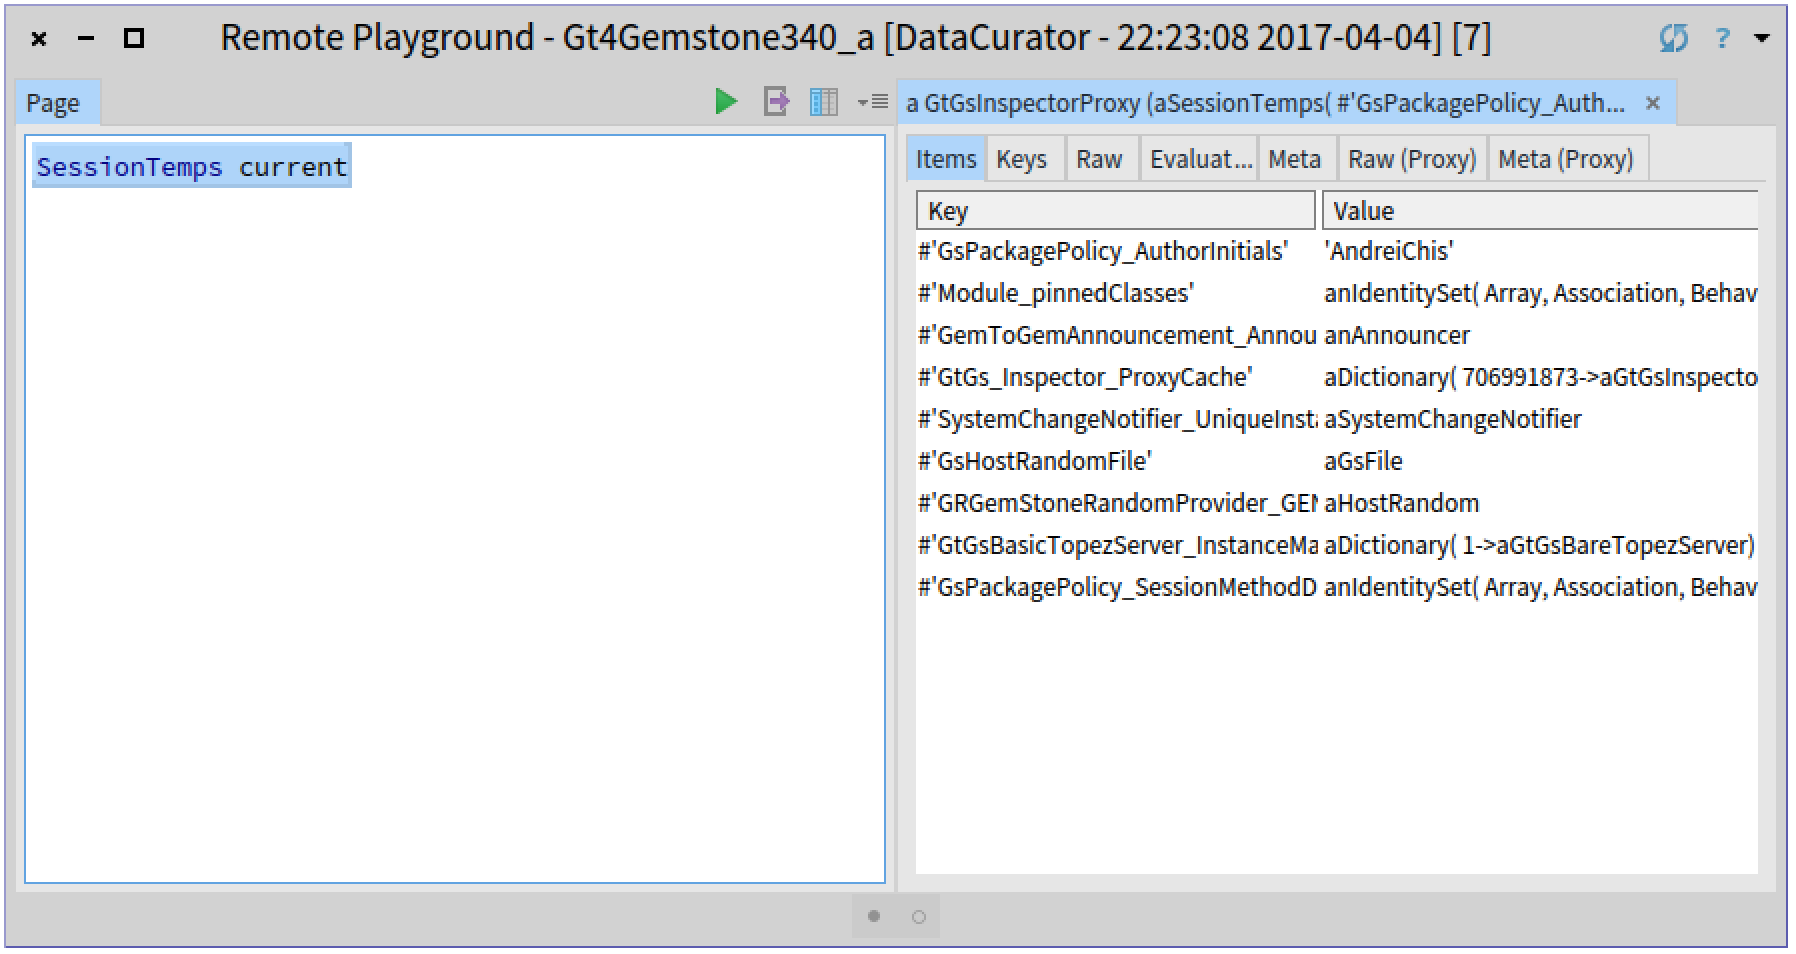 Remote Playground - Gt4Gemstone340_a [DataCurator - 22:23:08 2017-04-04] [7] ?
Page
a GtGsInspectorProxy (aSessionTemps( #'GsPackagePolicy_Auth...
SessionTemps current
Items Keys Raw Evaluat... Meta Raw (Proxy) Meta (Proxy)
Key Value
#'GsPackagePolicy_AuthorInitials' 'AndreiChis'
#'Module_pinnedClasses' anIdentitySet( Array, Association, Behav
#'GemToGemAnnouncement_Annou anAnnouncer
#'GtGs_Inspector_ProxyCache' aDictionary( 706991873->aGtGsInspecto
#'SystemChangeNotifier_UniqueInsta aSystemChangeNotifier
#'GsHostRandomFile' aGsFile
#'GRGemStoneRandomProvider_GEN aHostRandom
#'GtGsBasicTopezServer_InstanceMa aDictionary( 1->aGtGsBareTopezServer)
#'GsPackagePolicy_SessionMethodD anIdentitySet( Array, Association, Behav